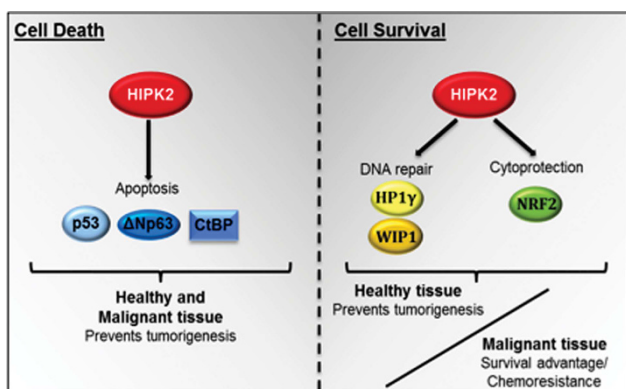 Cell Death
HIPK2
Apoptosis
p53
ΔNp63
CtBP
Healthy and
Malignant tissue
Prevents tumorigenesis
Cell Survival
HIPK2
DNA repair
HP1γ
WIP1
Cytoprotection
NRF2
Healthy tissue
Prevents tumorigenesis
Malignant tissue
Survival advantage/
Chemoresistance